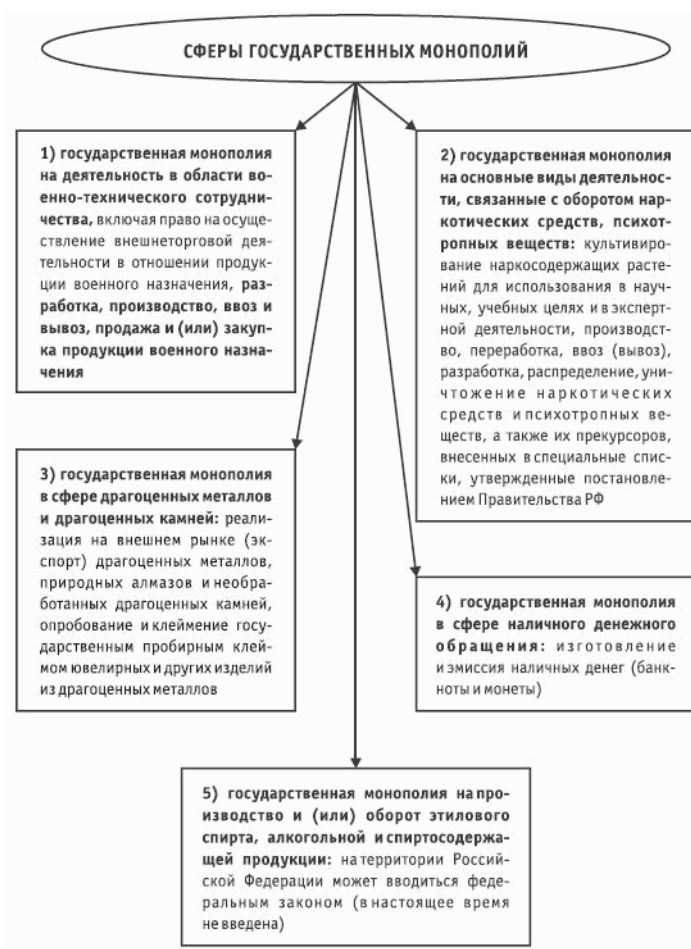 СФЕРЫ ГОСУДАРСТВЕННЫХ МОНОПОЛИЙ
1) государственная монополия
на деятельность в области во-
енно-технического сотрудни-
чества, включая право на осуще-
ствление внешнеторговой дея-
тельности в отношении продук-
ции военного назначения, раз-
работка, производство, ввоз и
вывоз, продажа и (или) закуп-
ка продукции военного назна-
чения
2) государственная монополия
на основные виды деятельнос-
ти, связанные с оборотом нар-
котических средств, психот-
ропных веществ: культивиро-
вание наркосодержащих расте-
ний для использования в науч-
ных, учебных целях и в эксперт-
ной деятельности, производст-
во, переработка, ввоз (вывоз),
разработка, распределение, уни-
чтожение наркотических
средств и психотропных ве-
ществ, а также их прекурсоров,
внесенных в специальные спис-
ки, утвержденные постановле-
нием Правительства РФ
3) государственная монополия
в сфере драгоценных металлов
и драгоценных камней: реали-
зация на внешнем рынке (эк-
спорт) драгоценных металлов,
природных алмазов и необра-
ботанных драгоценных камней,
опробование и клеймение госу-
дарственным пробирным клей-
мом ювелирных и других изделий
из драгоценных металлов
4) государственная монополия
в сфере наличного денежного
обращения: изготовление
и эмиссия наличных денег (банк-
ноты и монеты)
5) государственная монополия на про-
изводство и (или) оборот этилового
спирта, алкогольной и спиртосодержа-
щей продукции: на территории Россий-
ской Федерации может вводиться феде-
ральным законом (в настоящее время
не введена)